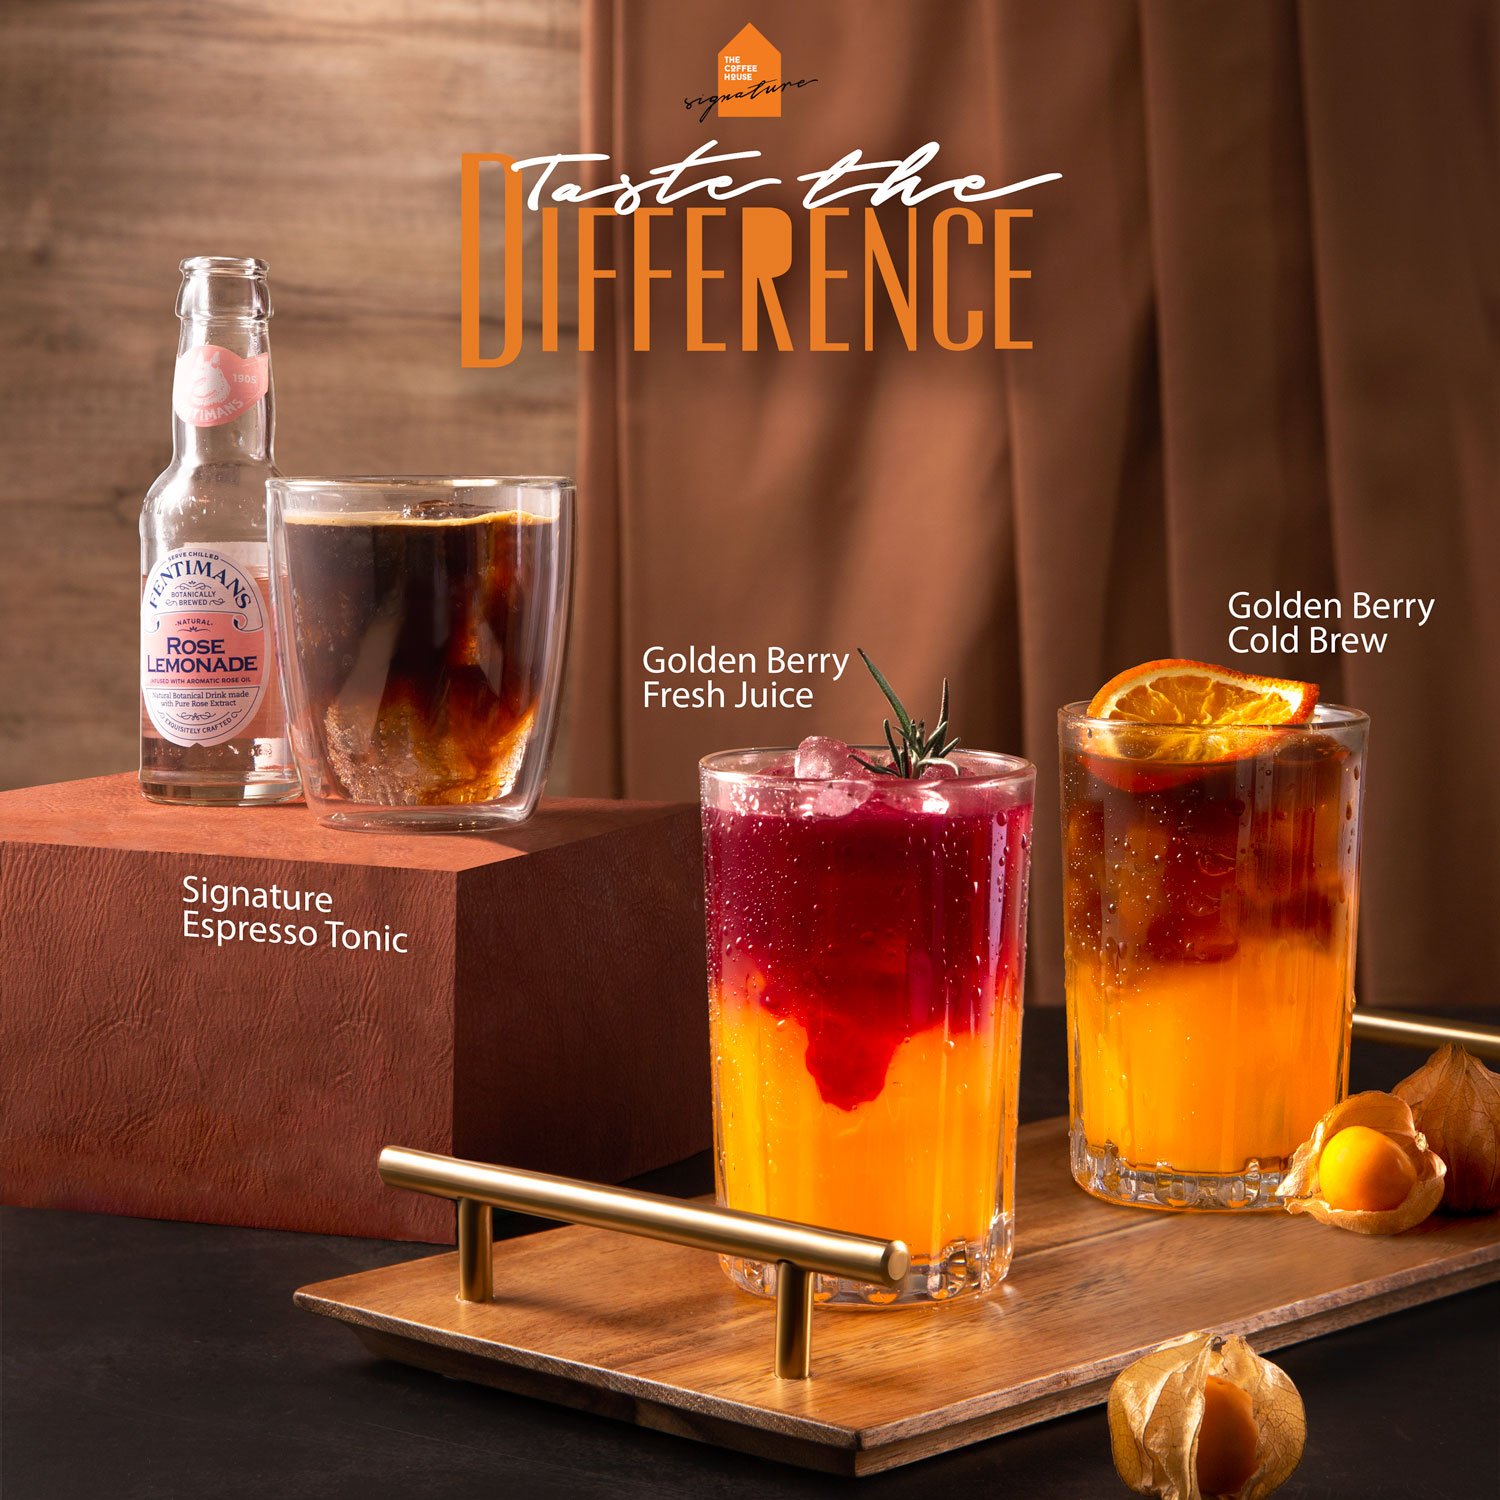 THE
COFFEE
HOUSE
signature
Taste the
DIFFERENCE
1905
FENTIMANS
SERVE CHILLED
FENTIMANS
BOTANICALLY
BREWED
·NATURAL·
ROSE
LEMONADE
INFUSED WITH AROMATIC ROSE OIL
Natural Botanical Drink made
with Pure Rose Extract
EXQUISITELY CRAFTED
Signature
Espresso Tonic
Golden Berry
Fresh Juice
Golden Berry
Cold Brew